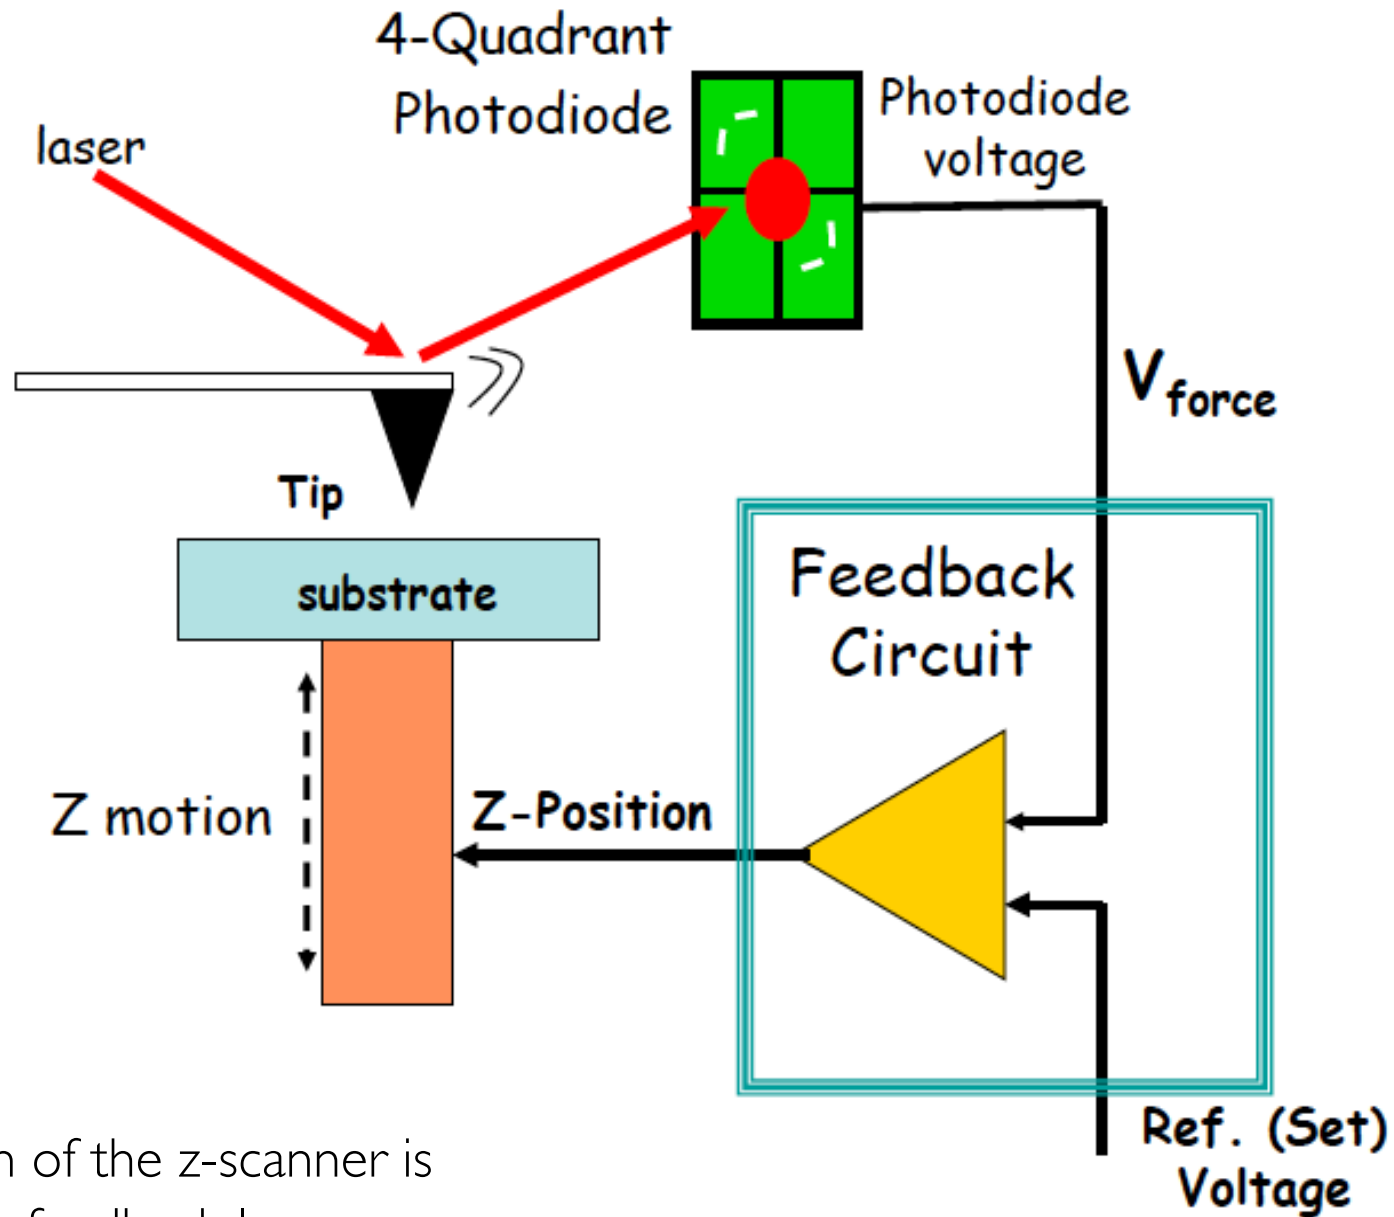 4-Quadrant
Photodiode
Photodiode
voltage
laser
V force
Tip
substrate
Feedback
Circuit
Z motion
Z-Position
Ref. (Set)
Voltage
of the z-scanner is